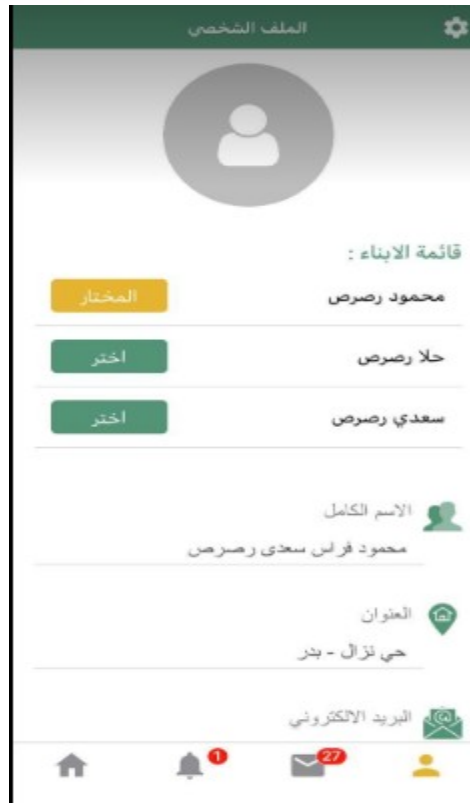 الملف الشخصي
قائمة الابناء :
محمود رصرص
المختار
حلا رصرص
اختر
سعدي رصرص
اختر
الاسم الكامل
محمود فراس سعدى رصرص
العنوان
حي نزال - بدر
البريد الالكتروني
1
27